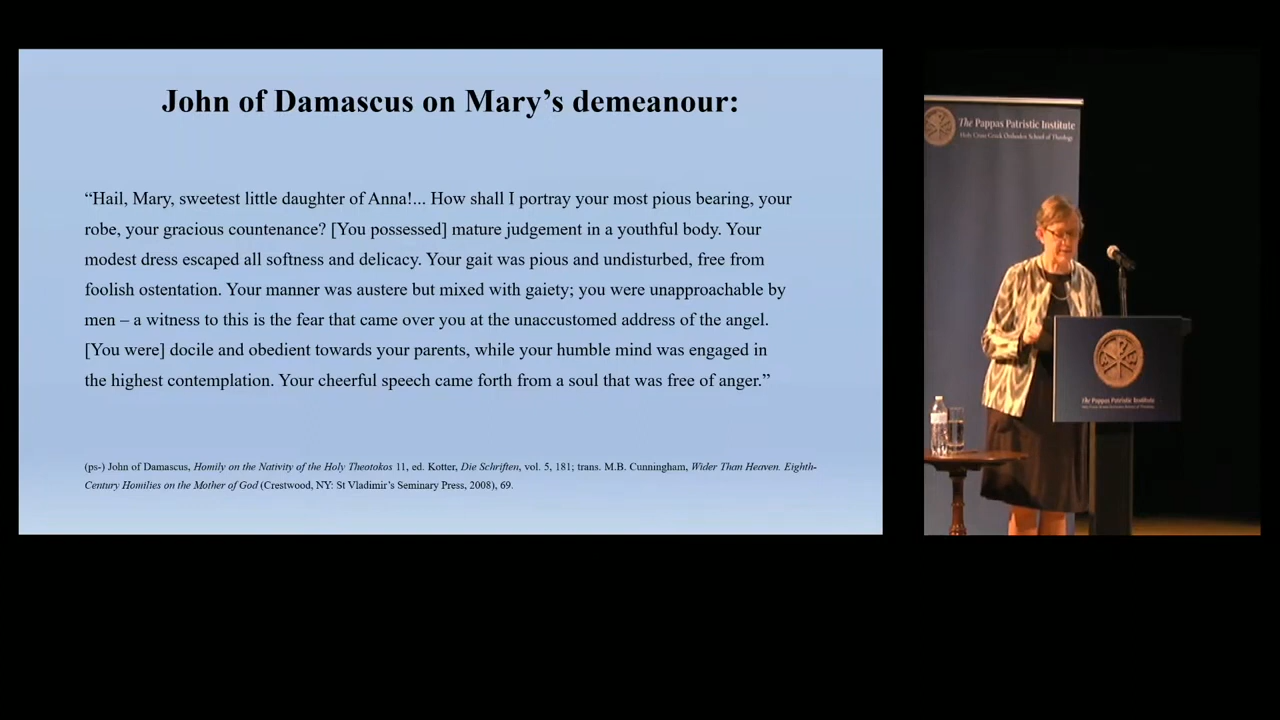 John of Damascus on Mary’s demeanour:
“Hail, Mary, sweetest little daughter of Anna!... How shall I portray your most pious bearing, your
robe, your gracious countenance? [You possessed] mature judgement in a youthful body. Your
modest dress escaped all softness and delicacy. Your gait was pious and undisturbed, free from
foolish ostentation. Your manner was austere but mixed with gaiety; you were unapproachable by
men – a witness to this is the fear that came over you at the unaccustomed address of the angel.
[You were] docile and obedient towards your parents, while your humble mind was engaged in
the highest contemplation. Your cheerful speech came forth from a soul that was free of anger.”
(ps-) John of Damascus, Homily on the Nativity of the Holy Theotokos 11, ed. Kotter, Die Schriften, vol. 5, 181; trans. M.B. Cunningham, Wider Than Heaven. Eighth-
Century Homilies on the Mother of God (Crestwood, NY: St Vladimir’s Seminary Press, 2008), 69.
The Pappas Patristic Institute
Holy Cross Greek Orthodox School of Theology
The Pappas Patristic Institute